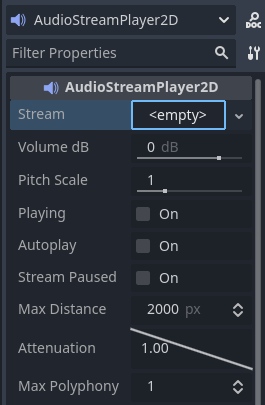 AudioStreamPlayer2D
Filter Properties
AudioStreamPlayer2D
Stream <empty>
Volume dB 0 dB
Pitch Scale 1
Playing On
Autoplay On
Stream Paused On
Max Distance 2000 px
Attenuation 1.00
Max Polyphony 1